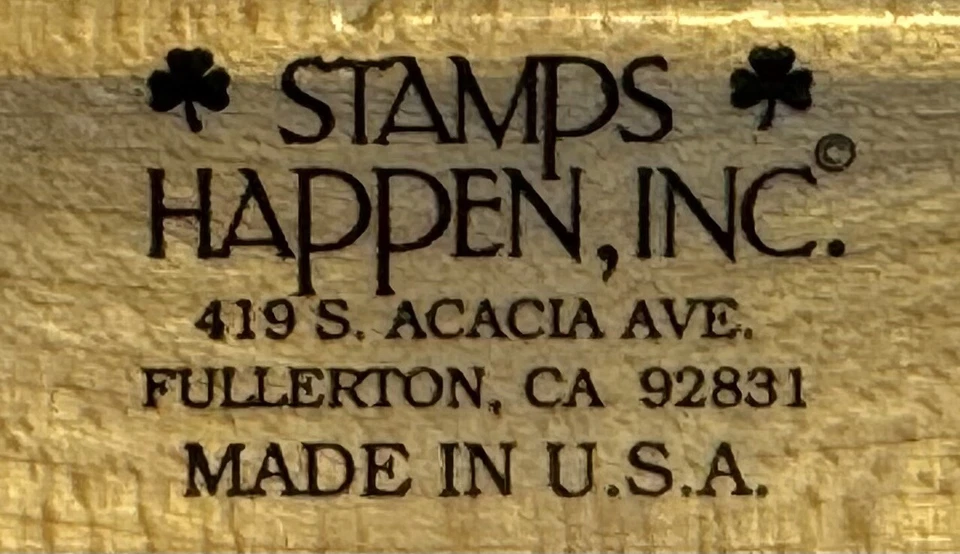 STAMPS
HAPPEN, INC.©
419 S. ACACIA AVE.
FULLERTON, CA 92831
MADE IN U.S.A.